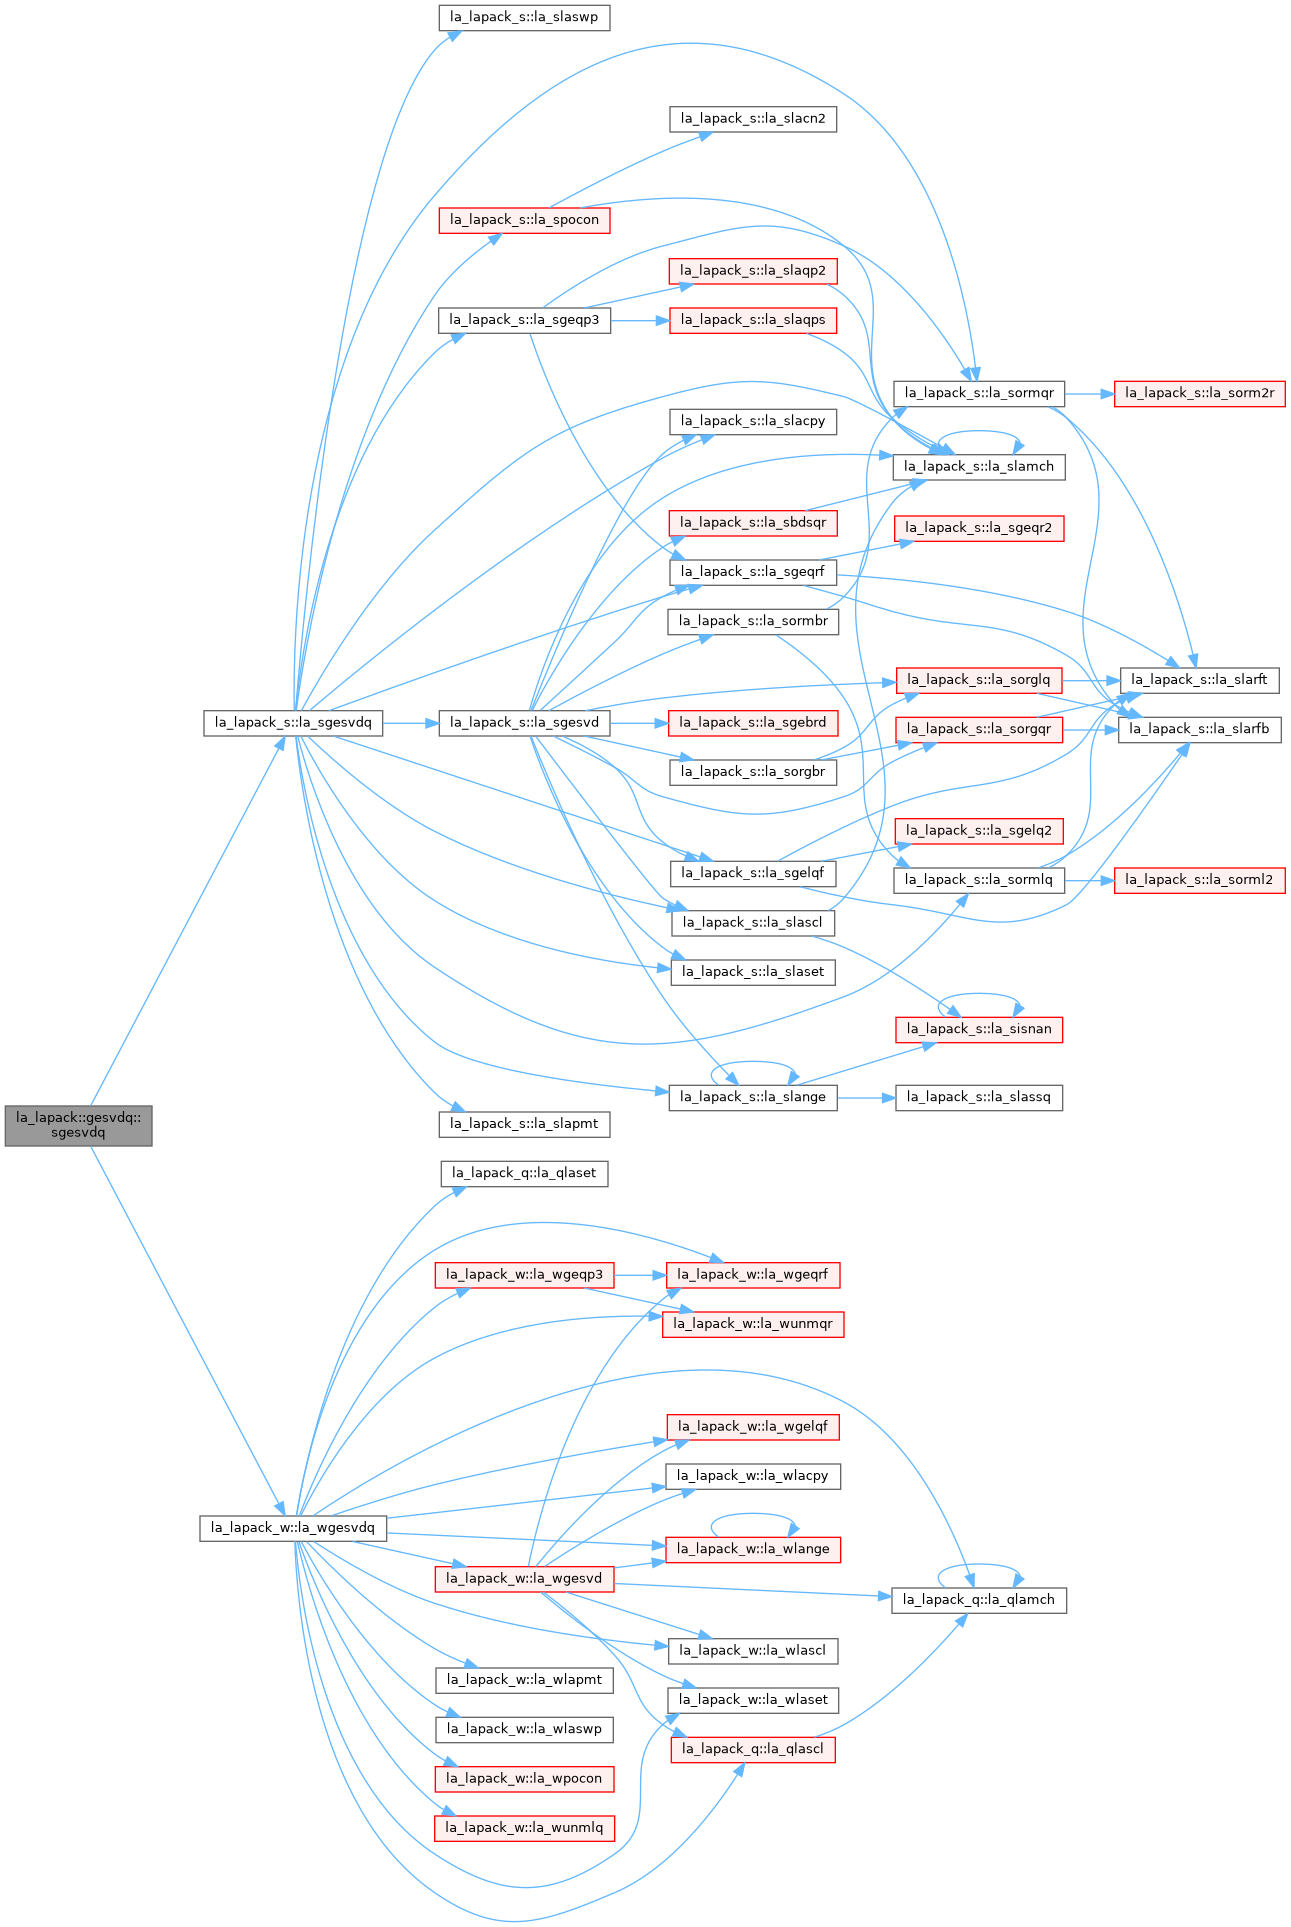 la_lapack_s::la_slaswp
la_lapack_s::la_slacn2
la_lapack_s::la_spocon
la_lapack_s::la_slaqp2
la_lapack_s::la_sgeqp3
la_lapack_s::la_slaqps
la_lapack_s::la_sormqr
la_lapack_s::la_sorm2r
la_lapack_s::la_slacpy
la_lapack_s::la_slamch
la_lapack_s::la_sbdsqr
la_lapack_s::la_sgeqr2
la_lapack_s::la_sgeqrf
la_lapack_s::la_sormbr
la_lapack_s::la_sorglq
la_lapack_s::la_slarft
la_lapack_s::la_sgesvdq
la_lapack_s::la_sgesvd
la_lapack_s::la_sgebrd
la_lapack_s::la_sorgqr
la_lapack_s::la_slarfb
la_lapack_s::la_sorgbr
la_lapack_s::la_sgelq2
la_lapack_s::la_sgelqf
la_lapack_s::la_sormlq
la_lapack_s::la_sorml2
la_lapack_s::la_slascl
la_lapack_s::la_slaset
la_lapack_s::la_sisnan
la_lapack_s::la_slange
la_lapack_s::la_slassq
la_lapack::gesvdq::
sgesvdq
la_lapack_s::la_slapmt
la_lapack_q::la_qlaset
la_lapack_w::la_wgeqp3
la_lapack_w::la_wgeqrf
la_lapack_w::la_wunmqr
la_lapack_w::la_wgelqf
la_lapack_w::la_wlacpy
la_lapack_w::la_wgesvdq
la_lapack_w::la_wlange
la_lapack_w::la_wgesvd
la_lapack_q::la_qlamch
la_lapack_w::la_wlascl
la_lapack_w::la_wlapmt
la_lapack_w::la_wlaset
la_lapack_w::la_wlaswp
la_lapack_q::la_qlascl
la_lapack_w::la_wpocon
la_lapack_w::la_wunmlq